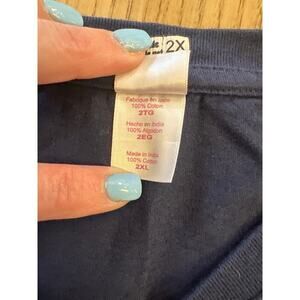 2X
Fabriqué en Inde
100% Coton
2TG
Hecho en India
100% Algodón
2EG
Made in India
100% Cotton
2XL